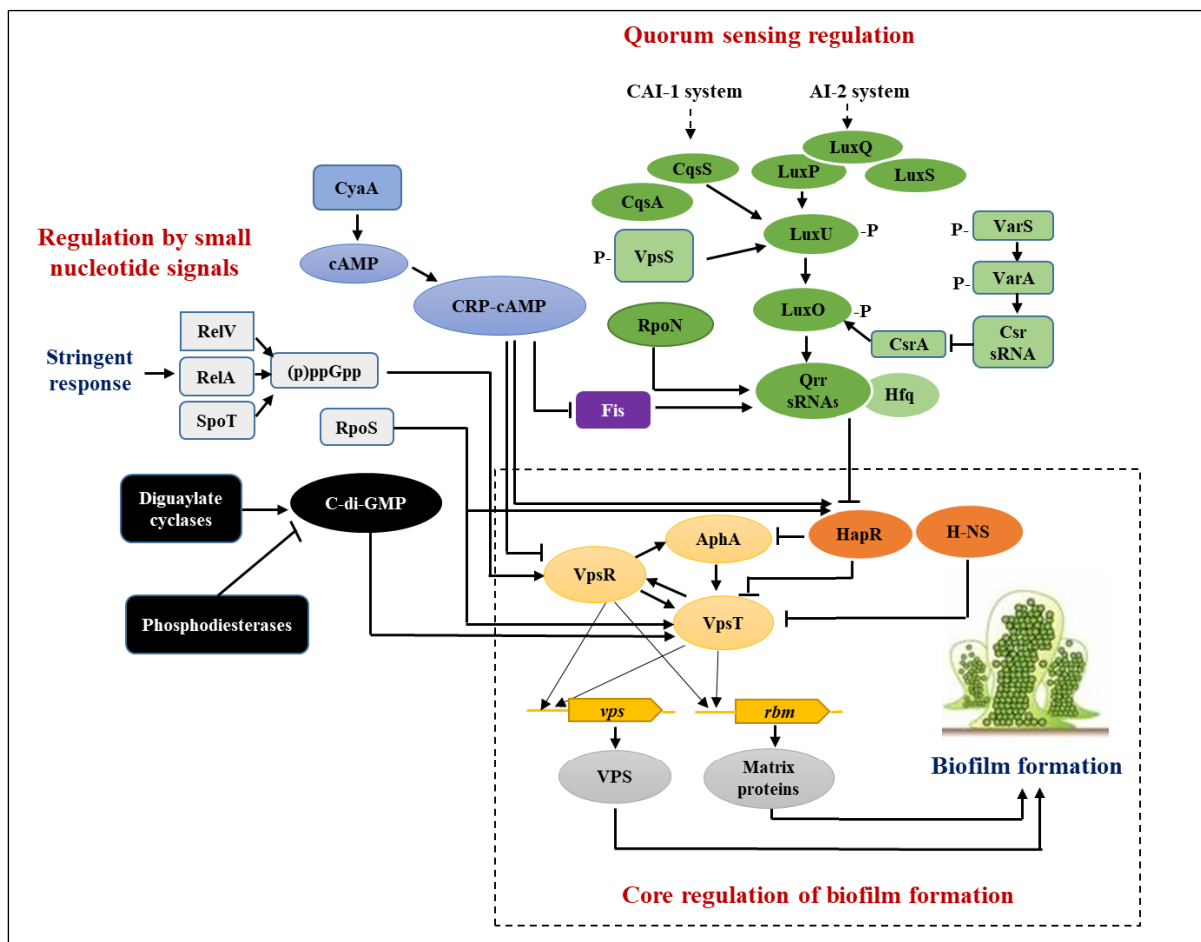 Quorum sensing regulation
CAI-1 system
AI-2 system
LuxQ
CqsS
LuxP
LuxS
CyaA
CqsA
VarS
P-
Regulation by small
nucleotide signals
LuxU
-P
P-
VpsS
cAMP
P-
VarA
CRP-cAMP
LuxO
-P
RpoN
RelV
CsrA
Csr
sRNA
Stringent
response
RelA
(p)ppGpp
Qrr
sRNAs
Hfq
SpoT
RpoS
Fis
Diguaylate
cyclases
C-di-GMP
AphA
HapR
H-NS
VpsR
Phosphodiesterases
VpsT
vps
rbm
VPS
Matrix
proteins
Biofilm formation
Core regulation of biofilm formation